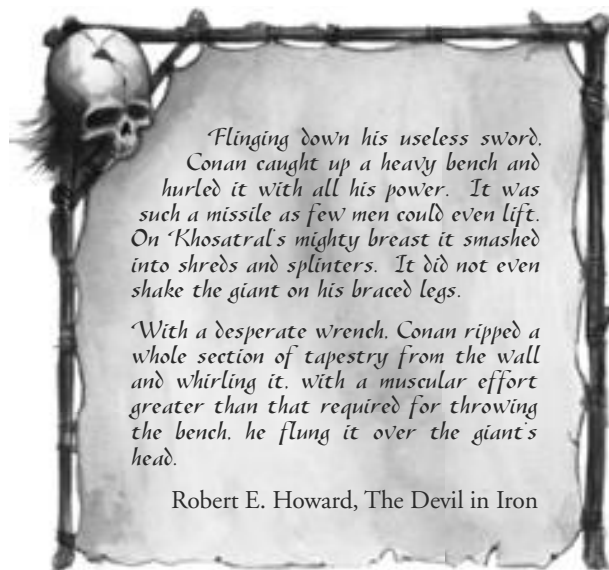 Flinging down his useless sword,
Conan caught up a heavy bench and
hurled it with all his power. It was
such a missile as few men could even lift.
On Khosatral's mighty breast it smashed
into shreds and splinters. It did not even
shake the giant on his braced legs.
With a desperate wrench, Conan ripped a
whole section of tapestry from the wall
and whirling it, with a muscular effort
greater than that required for throwing
the bench, he flung it over the giant's
head.
Robert E. Howard, The Devil in Iron